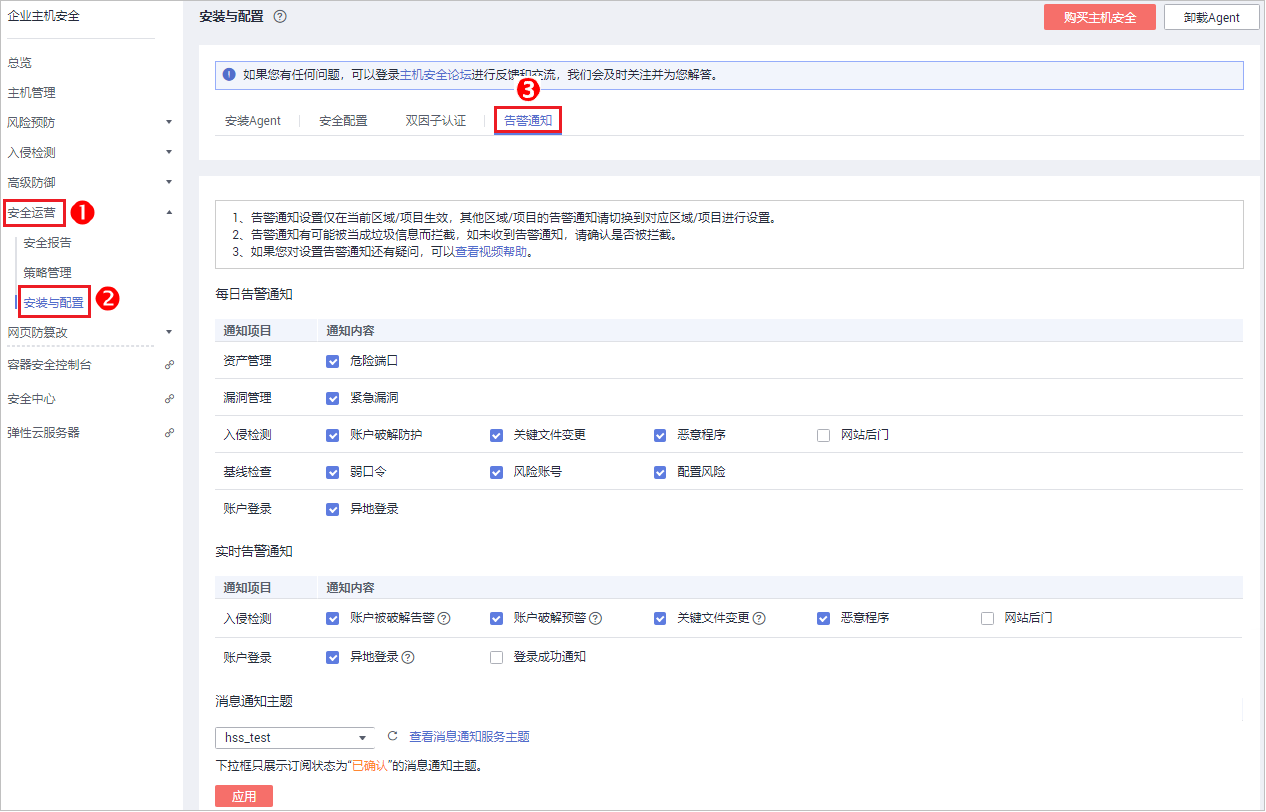 企业主机安全
总览
主机管理
风险预防
入侵检测
高级防御
安全运营 1
安全报告
策略管理
安装与配置 2
网页防篡改
容器安全控制台
安全中心
弹性云服务器
安装与配置 ?
购买主机安全 卸载Agent
! 如果您有任何问题，可以登录主机安全论坛进行反馈和交流，我们会及时关注并为您解答。
3
安装Agent 安全配置 双因子认证 告警通知
1、告警通知设置仅在当前区域/项目生效，其他区域/项目的告警通知请切换到对应区域/项目进行设置。
2、告警通知有可能被当成垃圾信息而拦截，如未收到告警通知，请确认是否被拦截。
3、如果您对设置告警通知还有疑问，可以查看视频帮助。
每日告警通知
通知项目 通知内容
资产管理 危险端口
漏洞管理 紧急漏洞
入侵检测 账户破解防护 关键文件变更 恶意程序 网站后门
基线检查 弱口令 风险账号 配置风险
账户登录 异地登录
实时告警通知
通知项目 通知内容
入侵检测 账户被破解告警 ? 账户破解预警 ? 关键文件变更 ? 恶意程序 网站后门
账户登录 异地登录 ? 登录成功通知
消息通知主题
hss_test 查看消息通知服务主题
下拉框只展示订阅状态为“已确认”的消息通知主题。
应用